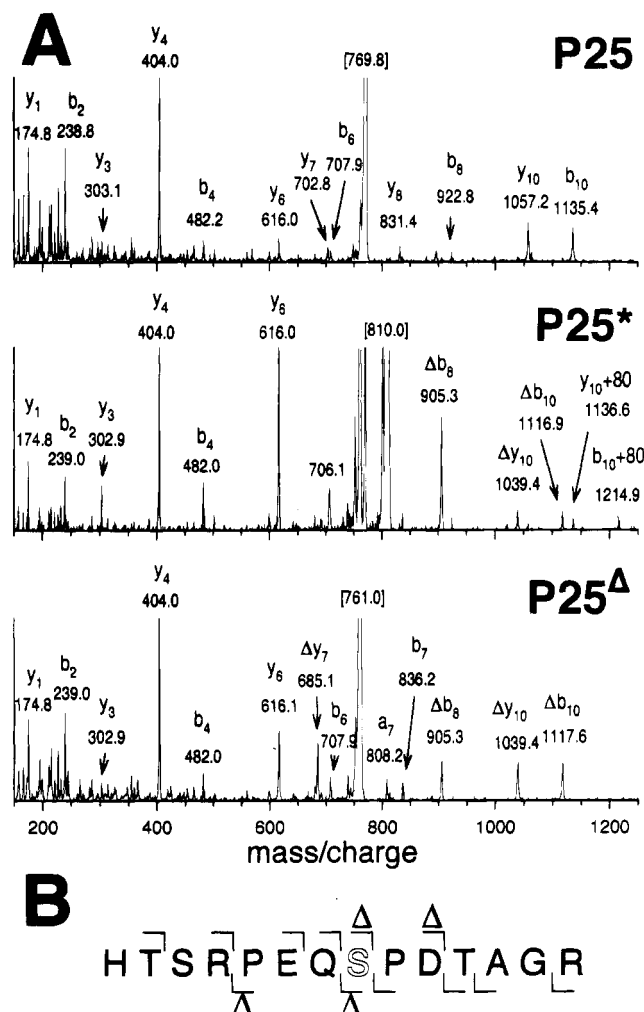 A
P25
y4
404.0
[769.8]
y1
174.8
b2
238.8
y3
303.1
b4
482.2
y6
616.0
y7
702.8
b6
707.9
y8
831.4
b8
922.8
y10
1057.2
b10
1135.4
P25*
y4
404.0
y6
616.0
[810.0]
y1
174.8
b2
239.0
y3
302.9
b4
482.0
706.1
Δb8
905.3
Δy10
1039.4
Δb10
1116.9
y10+80
1136.6
b10+80
1214.9
P25Δ
y4
404.0
[761.0]
y1
174.8
b2
239.0
y3
302.9
b4
482.0
y6
616.1
Δy7
685.1
b6
707.9
a7
808.2
b7
836.2
Δb8
905.3
Δy10
1039.4
Δb10
1117.6
200 400 600 800 1000 1200
mass/charge
B
Δ Δ
H T S R P E Q S P D T A G R
Δ Δ